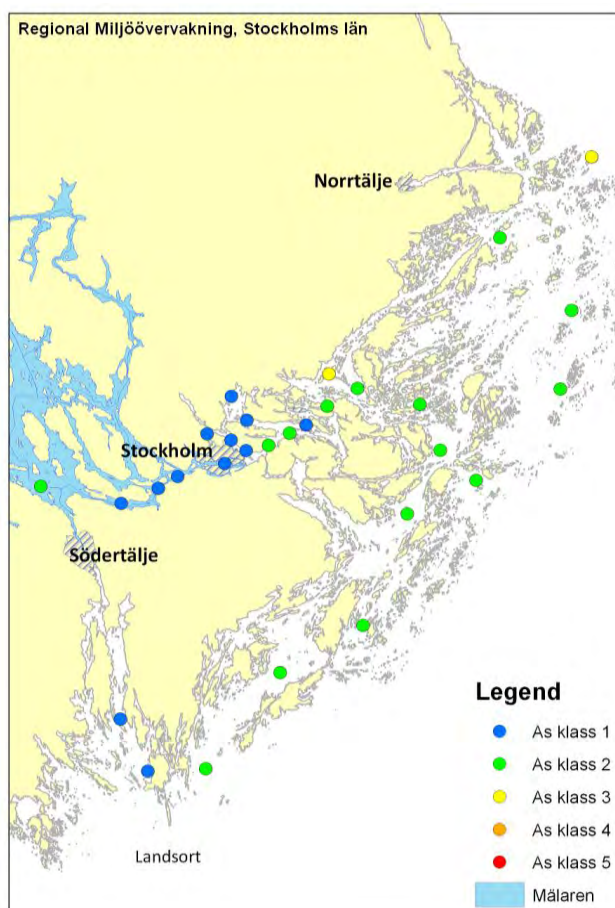 Regional Miljöövervakning, Stockholms län
Norrtälje
Stockholm
Södertälje
Landsort
Legend
As klass 1
As klass 2
As klass 3
As klass 4
As klass 5
Mälaren